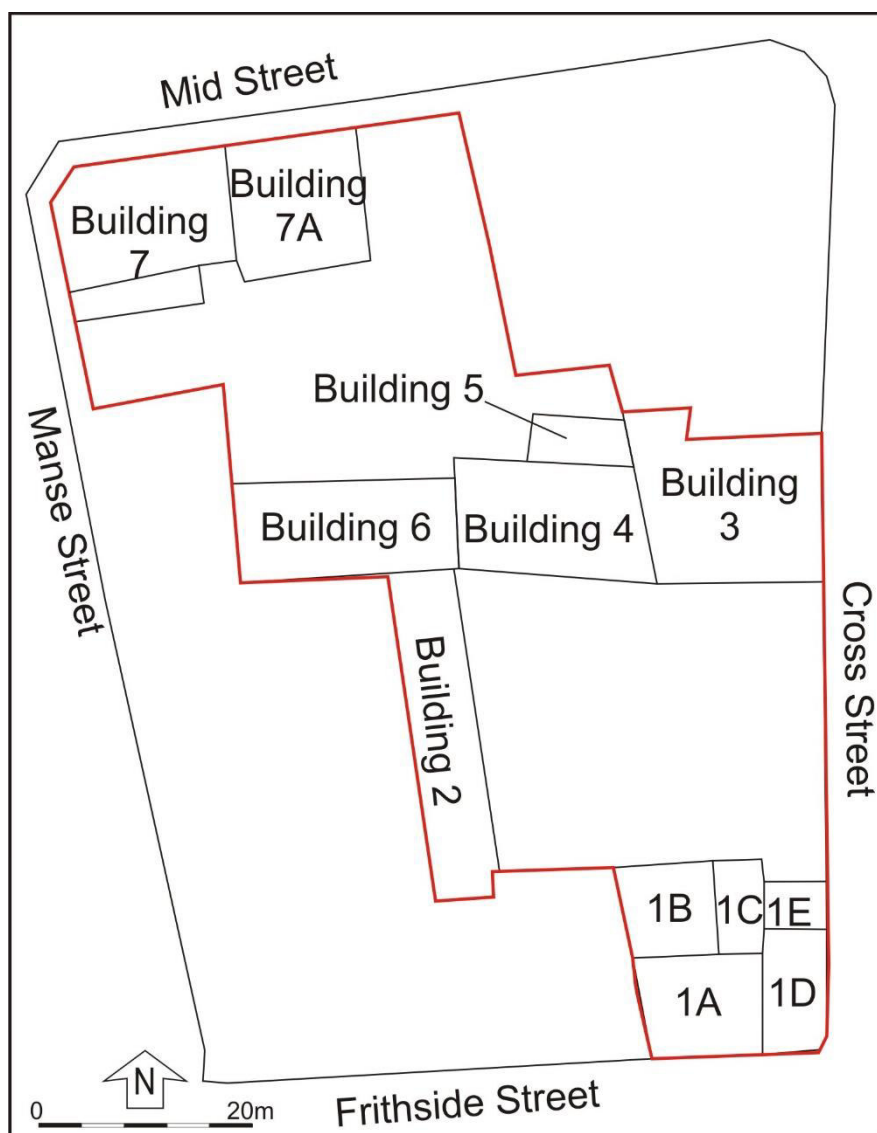 Mid Street
Building
7A
Building
7
Building 5
Building
3
Manse Street
Building 6
Building 4
Building 2
Cross Street
1B
1C
1E
1A
1D
N
0
20m
Frithside Street